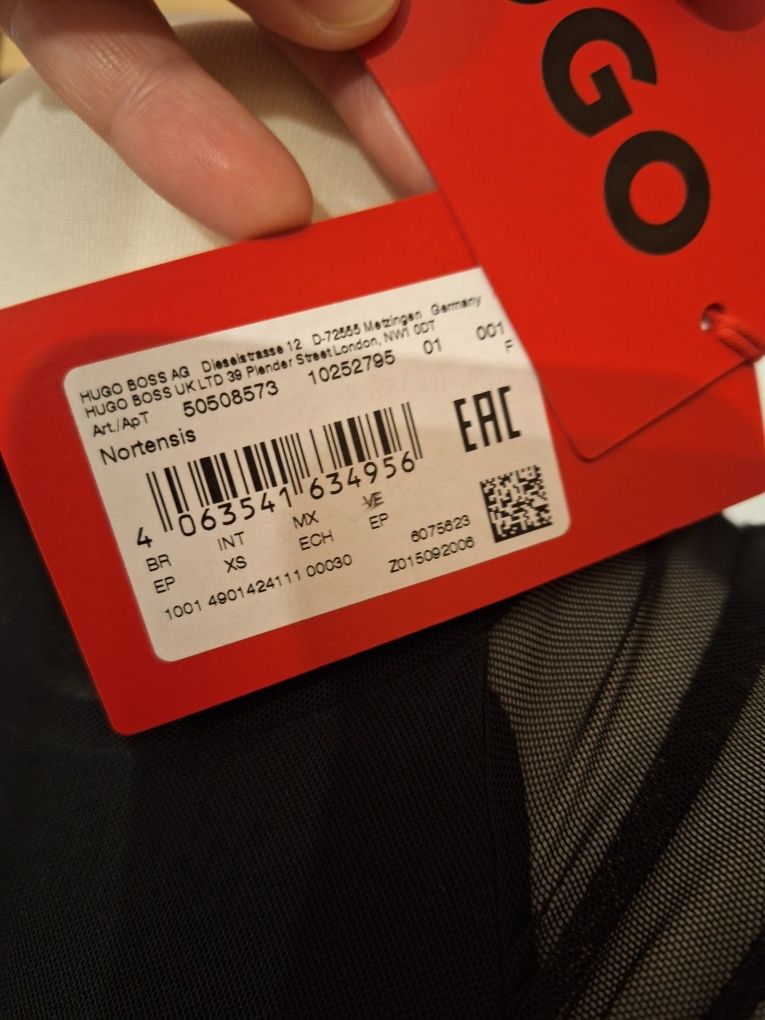 OGO
HUGO BOSS AG Dieselstrasse 12 D-72555 Metzingen Germany
HUGO BOSS UK LTD 39 Plender Street London, NW1 0DT
Art./ApT 50508573 10252795 01 001
Nortensis F
EAC
4 063541 634956
BR INT MX VE
EP XS ECH EP
6075623
1001 4901424111 00030 Z015092006